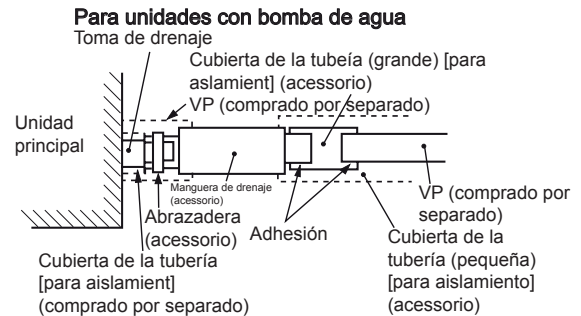 Para unidades con bomba de agua
Toma de drenaje
Cubierta de la tubeía (grande) [para
aslamient] (acessorio)
VP (comprado por separado)
Unidad
principal
Manguera de drenaje
(acessorio)
Abrazadera
(acessorio)
Adhesión
VP (comprado por
separado)
Cubierta de la
tubería
[para aislamient]
(comprado por separado)
Cubierta de la
tubería (pequeña)
[para aislamiento]
(acessorio)